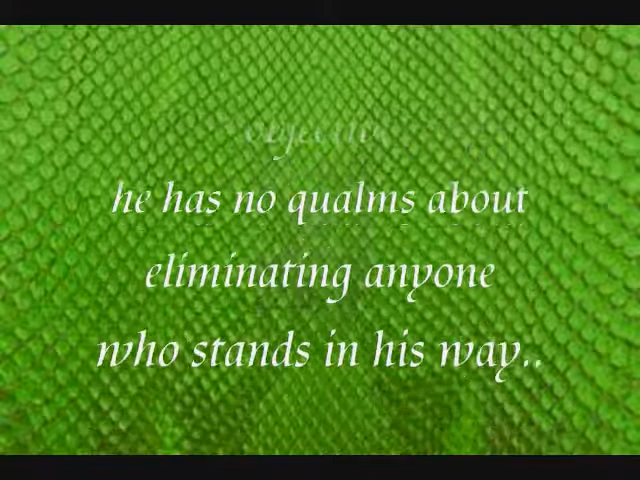 he has no qualms about
eliminating anyone
who stands in his way..